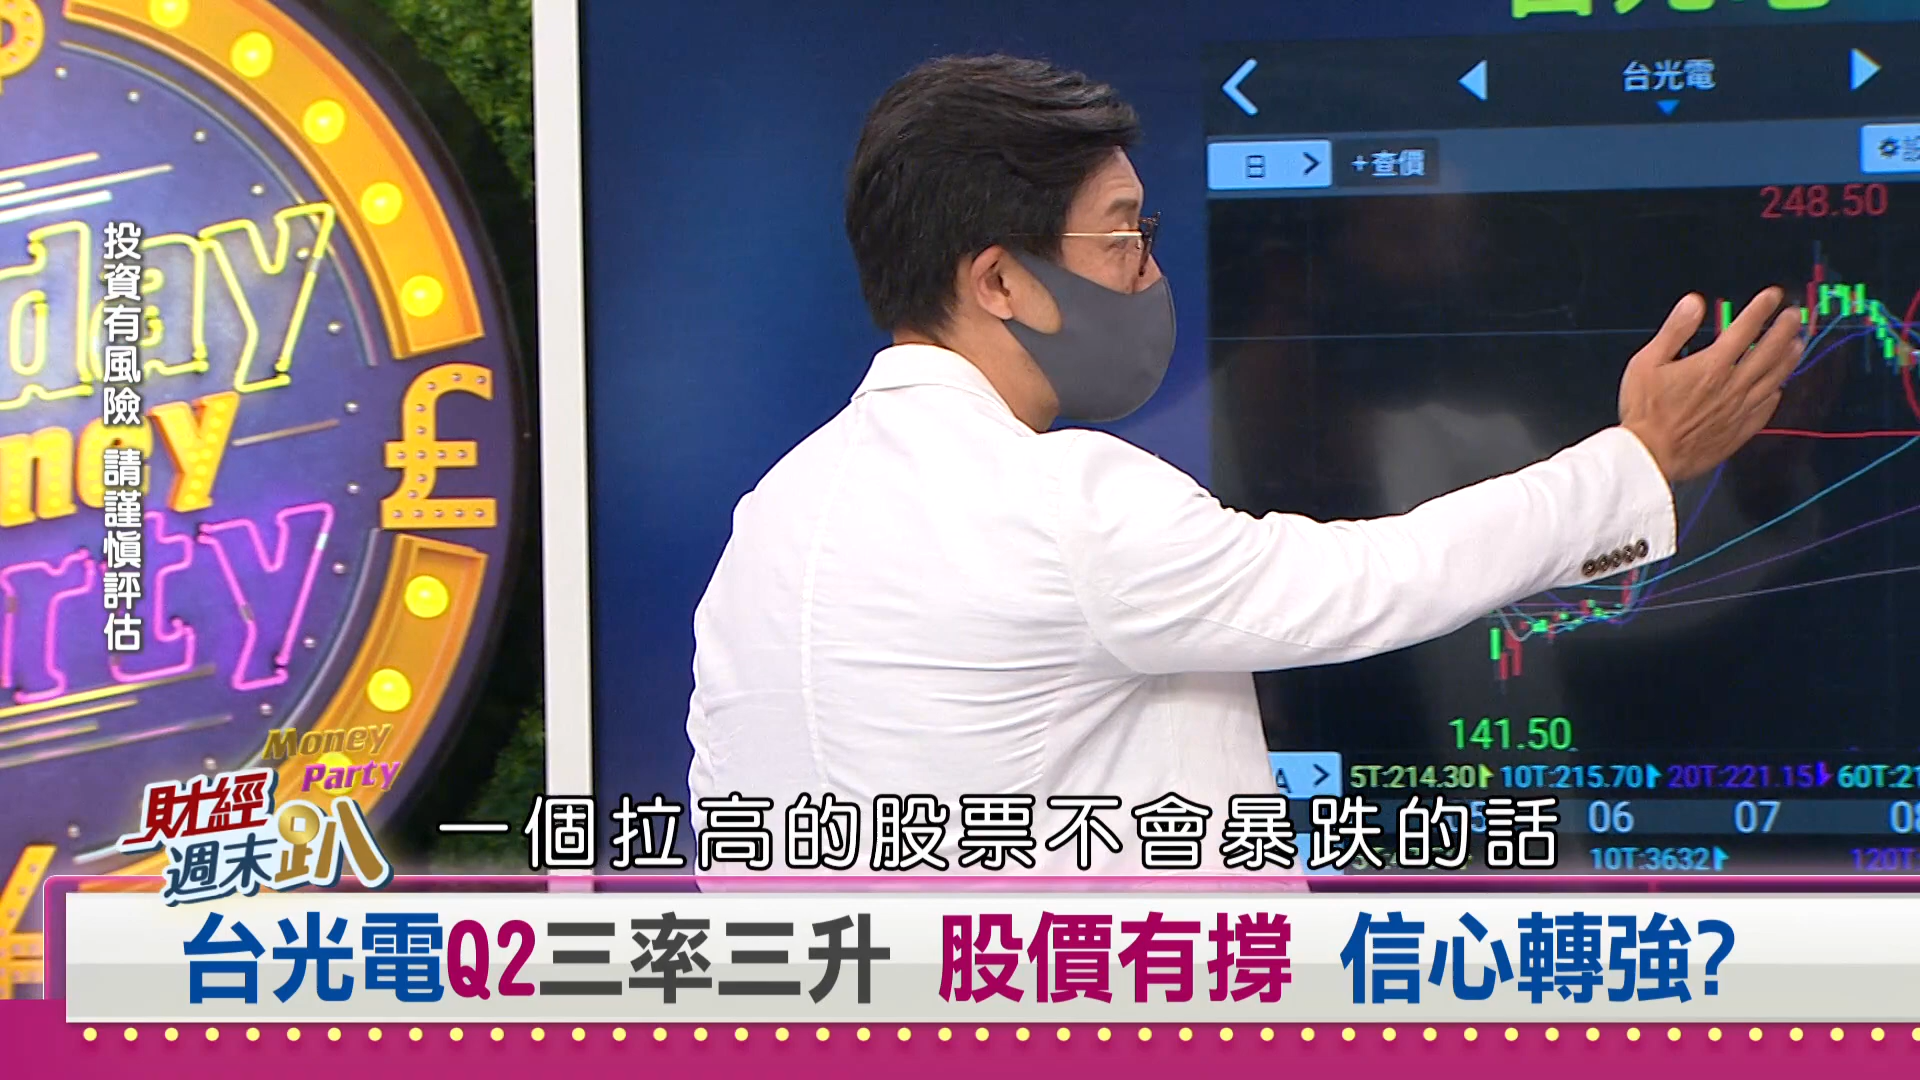 台光電
日
+查價
248.50
投資有風險 請謹慎評估
141.50
5T:214.30 10T:215.70 20T:221.15 60T:21
06 07
10T:3632 120T
Money
Party
財經
週末趴
一個拉高的股票不會暴跌的話
台光電Q2三率三升 股價有撐 信心轉強?